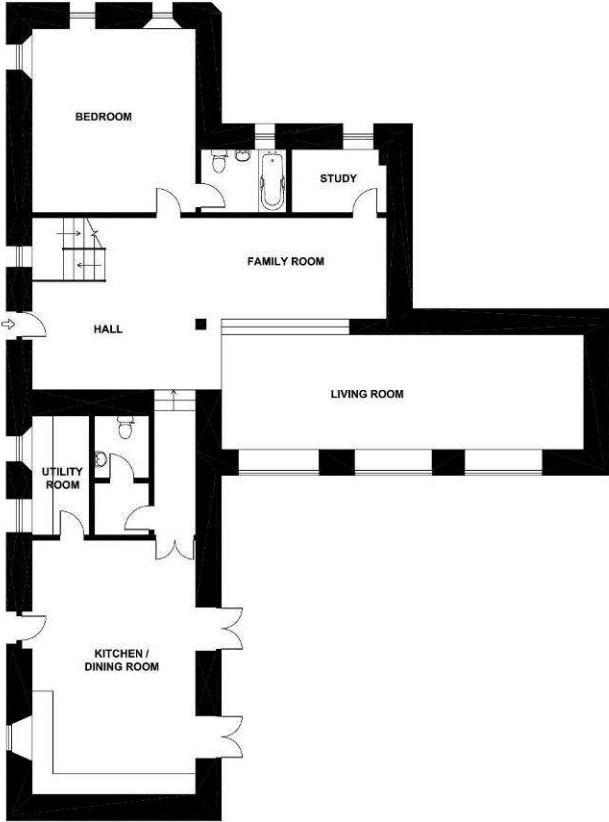 BEDROOM
STUDY
FAMILY ROOM
HALL
LIVING ROOM
UTILITY
ROOM
KITCHEN /
DINING ROOM